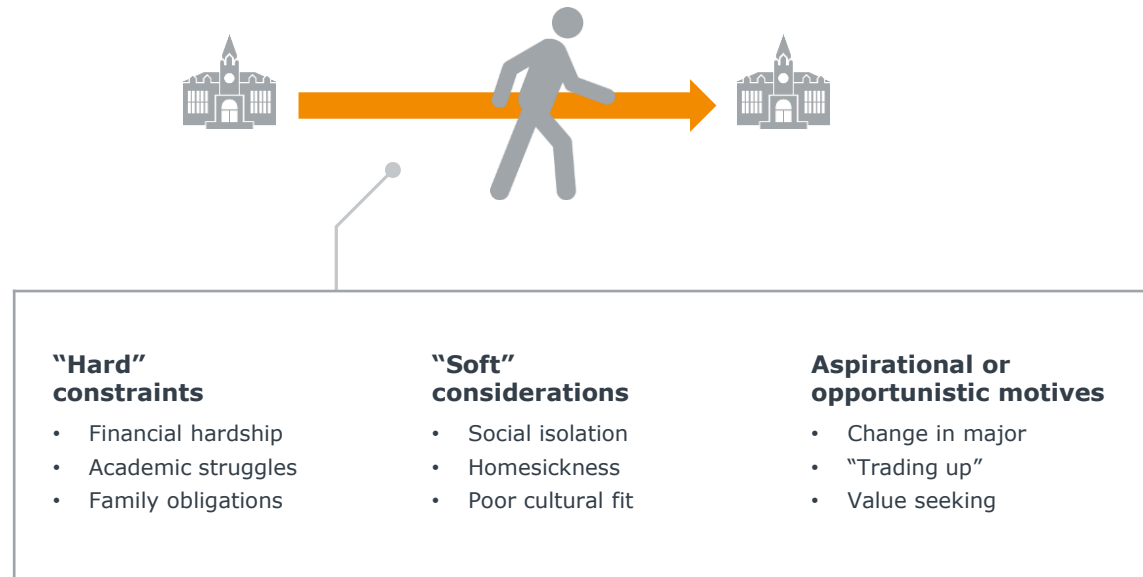 “Hard”
constraints
• Financial hardship
• Academic struggles
• Family obligations
“Soft”
considerations
• Social isolation
• Homesickness
• Poor cultural fit
Aspirational or
opportunistic motives
• Change in major
• “Trading up”
• Value seeking